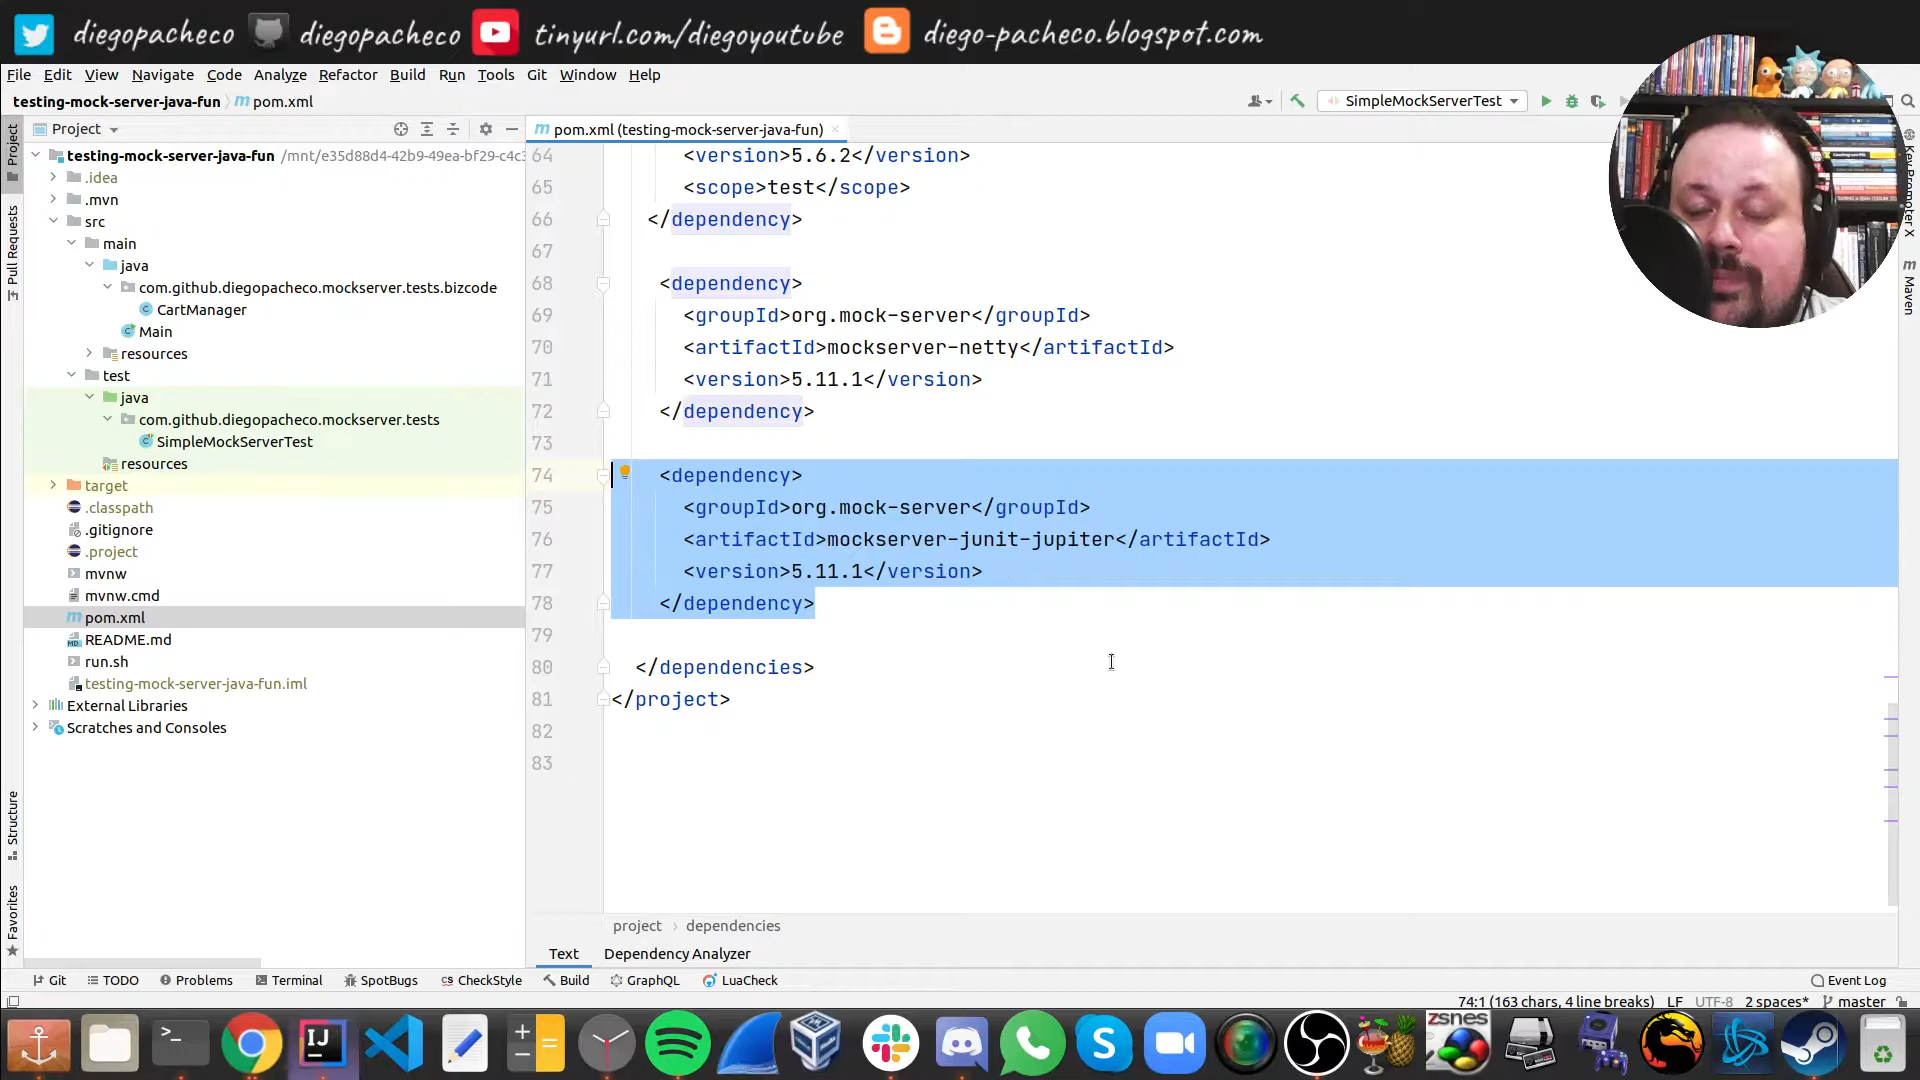 diegopacheco diegopacheco tinyurl.com/diegoyoutube diego-pacheco.blogspot.com
File Edit View Navigate Code Analyze Refactor Build Run Tools Git Window Help
testing-mock-server-java-fun pom.xml
SimpleMockServerTest
Project
pom.xml (testing-mock-server-java-fun)
testing-mock-server-java-fun /mnt/e35d88d4-42b9-49ea-bf29-c4c3
.idea
.mvn
src
main
java
com.github.diegopacheco.mockserver.tests.bizcode
CartManager
Main
resources
test
java
com.github.diegopacheco.mockserver.tests
SimpleMockServerTest
resources
target
.classpath
.gitignore
.project
mvnw
mvnw.cmd
pom.xml
README.md
run.sh
testing-mock-server-java-fun.iml
External Libraries
Scratches and Consoles
Project
Pull Requests
Structure
Favorites
64 <version>5.6.2</version>
65 <scope>test</scope>
66 </dependency>
67
68 <dependency>
69 <groupId>org.mock-server</groupId>
70 <artifactId>mockserver-netty</artifactId>
71 <version>5.11.1</version>
72 </dependency>
73
74 <dependency>
75 <groupId>org.mock-server</groupId>
76 <artifactId>mockserver-junit-jupiter</artifactId>
77 <version>5.11.1</version>
78 </dependency>
79
80 </dependencies>
81 </project>
82
83
Key Promoter X
Maven
project dependencies
Text Dependency Analyzer
Git TODO Problems Terminal SpotBugs CheckStyle Build GraphQL LuaCheck Event Log
74:1 (163 chars, 4 line breaks) LF UTF-8 2 spaces* master
ZSNES